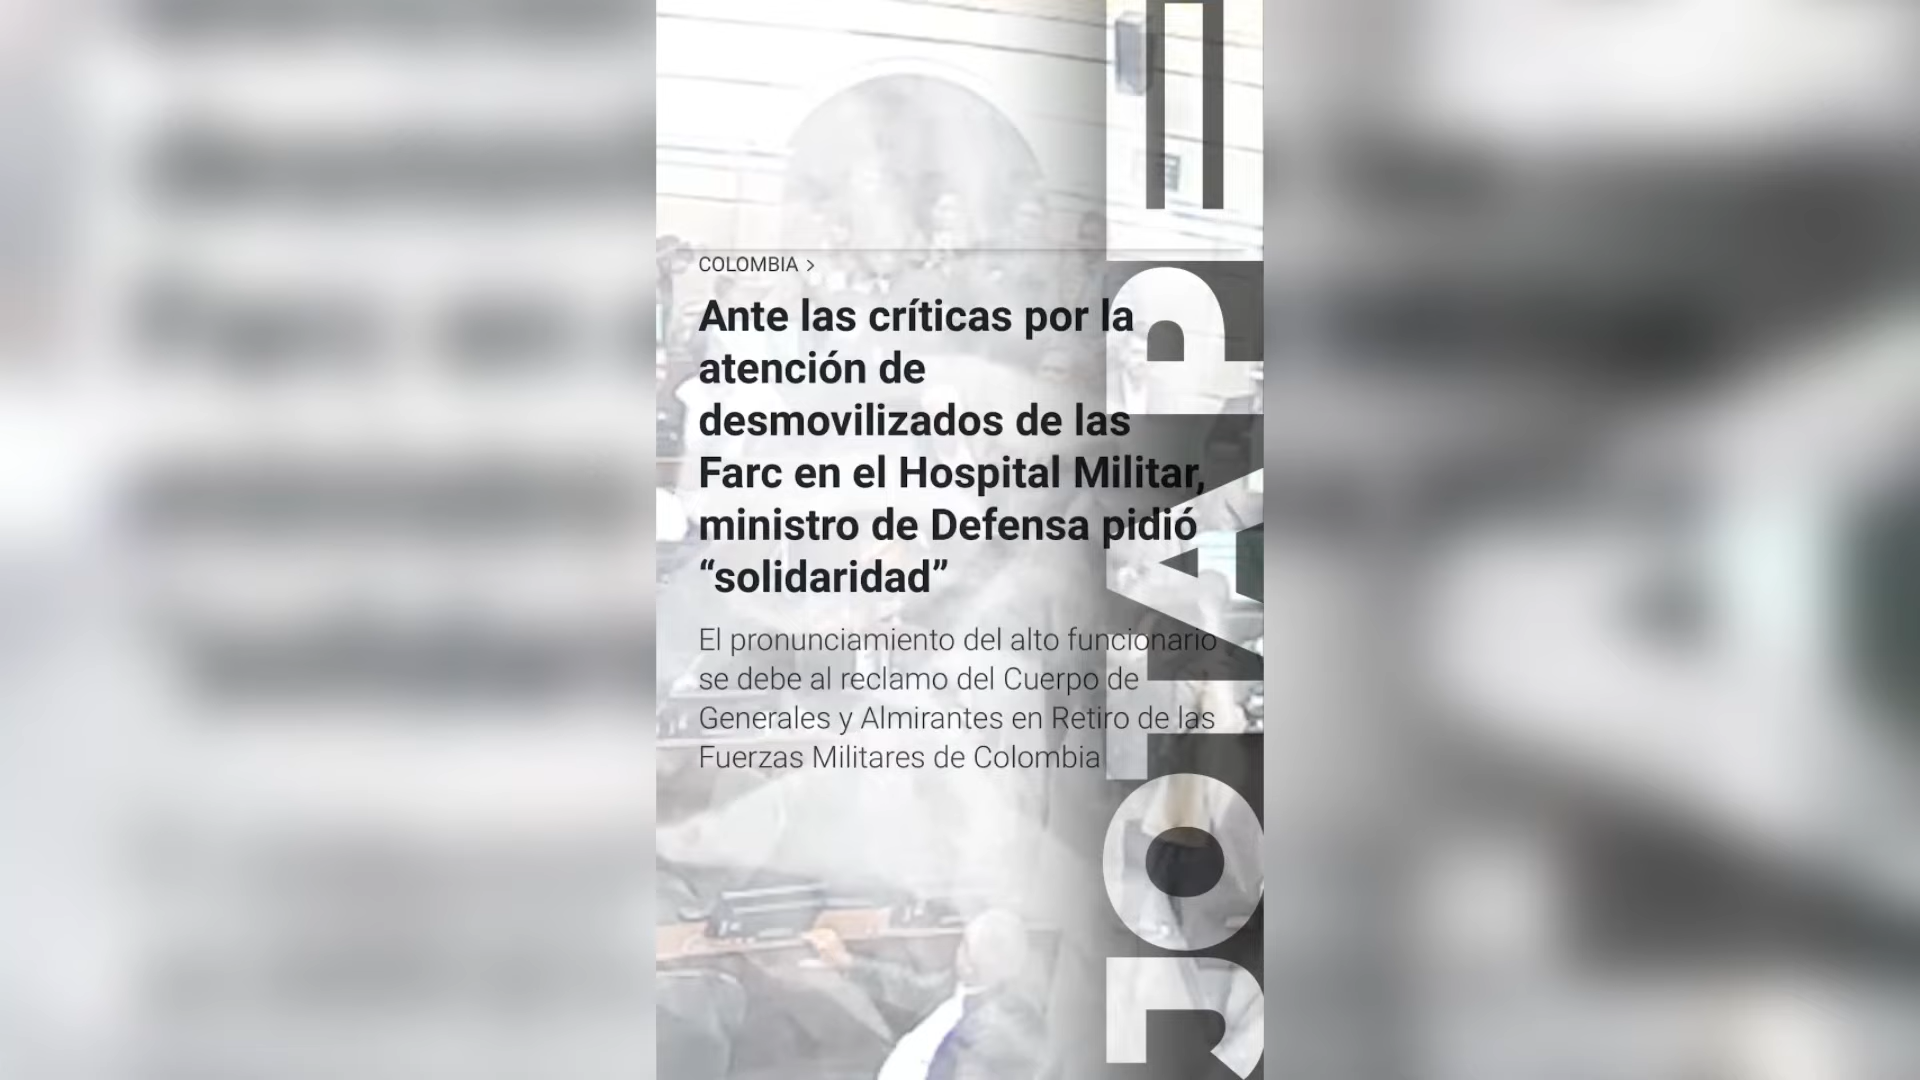 COLOMBIA >
Ante las críticas por la
atención de
desmovilizados de las
Farc en el Hospital Militar,
ministro de Defensa pidió
“solidaridad”
El pronunciamiento del alto funcionario
se debe al reclamo del Cuerpo de
Generales y Almirantes en Retiro de las
Fuerzas Militares de Colombia
JOTAPE